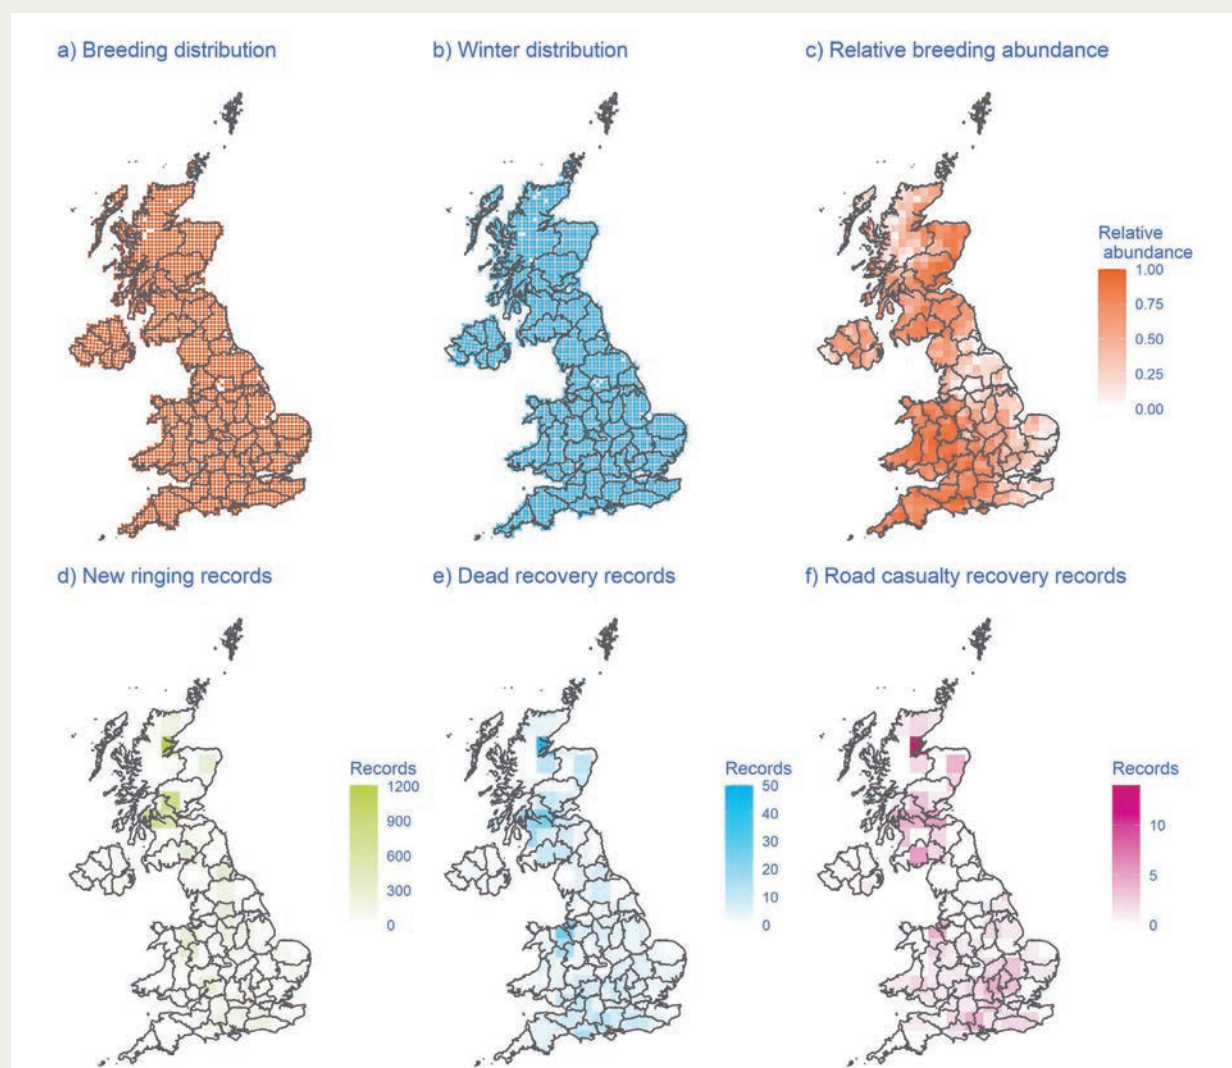 a) Breeding distribution
b) Winter distribution
c) Relative breeding abundance
Relative
abundance
1.00
0.75
0.50
0.25
0.00
d) New ringing records
e) Dead recovery records
f) Road casualty recovery records
Records
1200
900
600
300
0
Records
50
40
30
20
10
0
Records
10
5
0